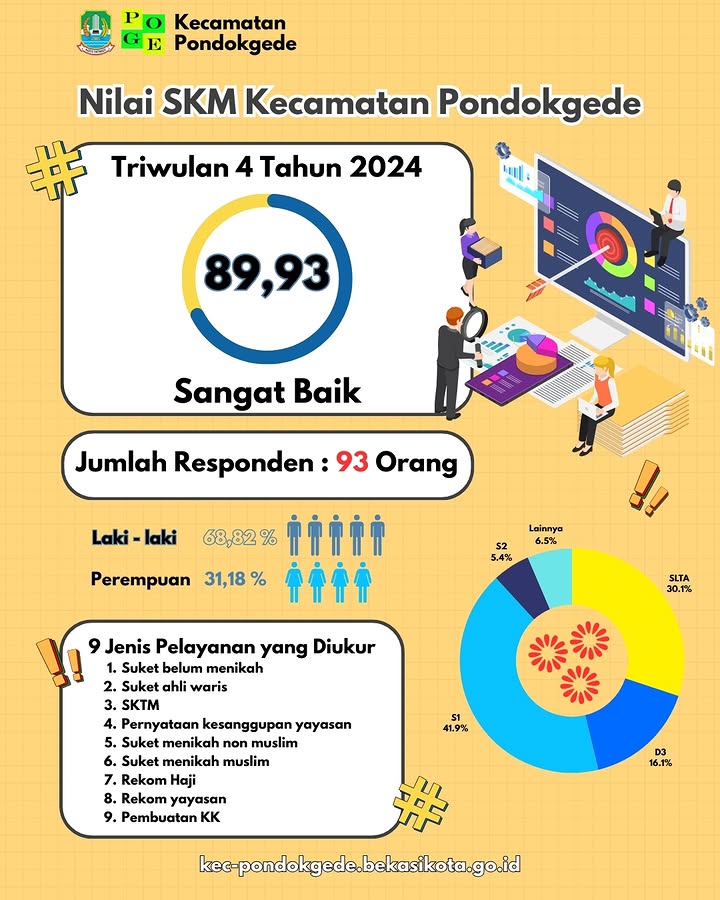 PO
GE
Kecamatan
Pondokgede
Nilai SKM Kecamatan Pondokgede
Triwulan 4 Tahun 2024
89,93
Sangat Baik
Jumlah Responden : 93 Orang
Laki - laki 68,82 %
Perempuan 31,18 %
Lainnya
6.5%
S2
5.4%
SLTA
30.1%
S1
41.9%
D3
16.1%
9 Jenis Pelayanan yang Diukur
1. Suket belum menikah
2. Suket ahli waris
3. SKTM
4. Pernyataan kesanggupan yayasan
5. Suket menikah non muslim
6. Suket menikah muslim
7. Rekom Haji
8. Rekom yayasan
9. Pembuatan KK
kec-pondokgede.bekasikota.go.id